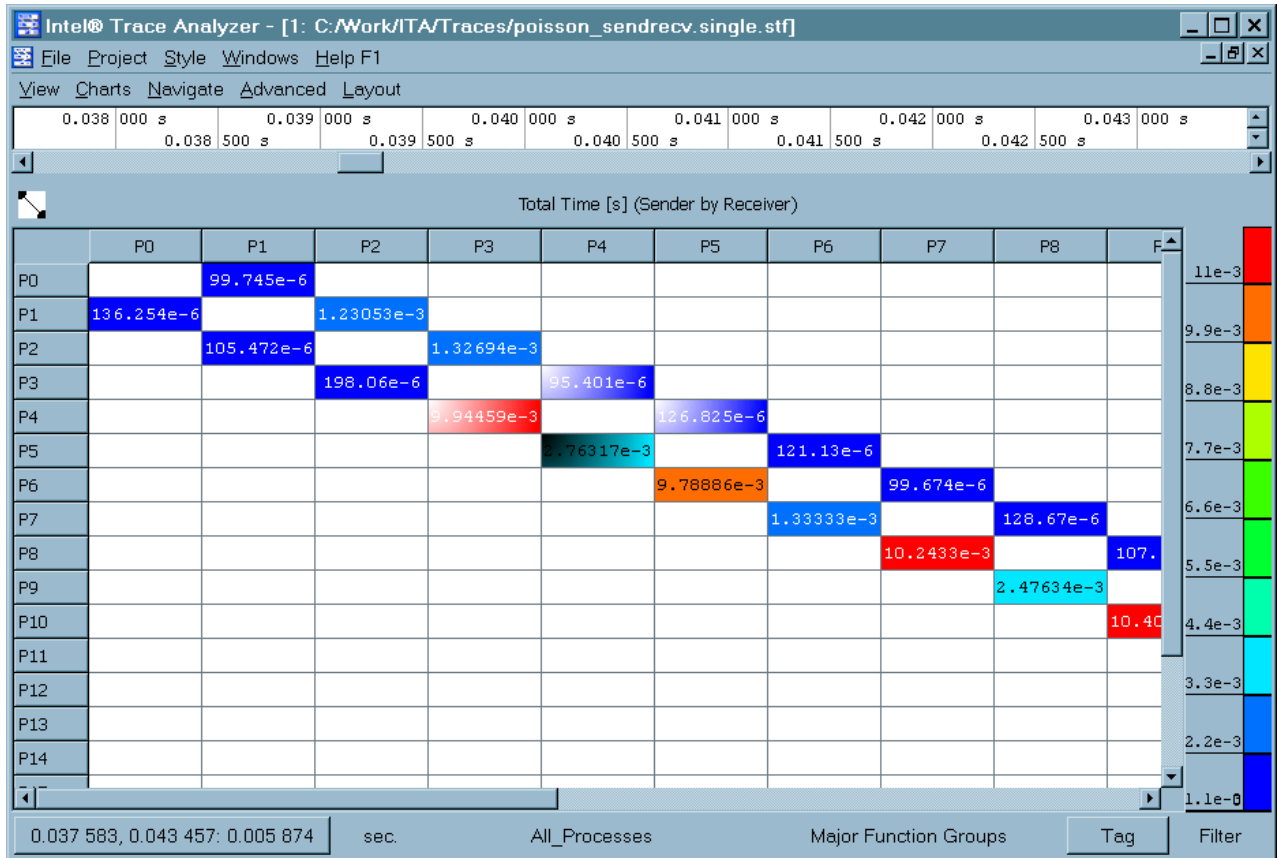 Intel® Trace Analyzer - [1: C:/Work/ITA/Traces/poisson_sendrecv.single.stf]
File Project Style Windows Help F1
View Charts Navigate Advanced Layout
0.038 000 s 0.039 000 s 0.040 000 s 0.041 000 s 0.042 000 s 0.043 000 s
0.038 500 s 0.039 500 s 0.040 500 s 0.041 500 s 0.042 500 s
Total Time [s] (Sender by Receiver)
P0 P1 P2 P3 P4 P5 P6 P7 P8
P0 99.745e-6
P1 136.254e-6 1.23053e-3
P2 105.472e-6 1.32694e-3
P3 198.06e-6 95.401e-6
P4 9.94459e-3 126.825e-6
P5 2.76317e-3 121.13e-6
P6 9.78886e-3 99.674e-6
P7 1.33333e-3 128.67e-6
P8 10.2433e-3 107.
P9 2.47634e-3
P10 10.40
P11
P12
P13
P14
11e-3
9.9e-3
8.8e-3
7.7e-3
6.6e-3
5.5e-3
4.4e-3
3.3e-3
2.2e-3
0.037 583, 0.043 457: 0.005 874 sec. All_Processes Major Function Groups Tag Filter